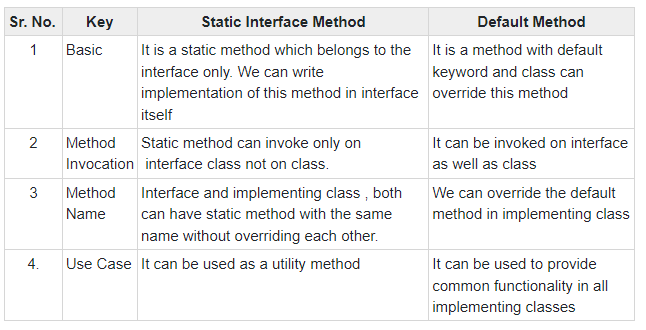 Sr. No. Key Static Interface Method Default Method
1 Basic It is a static method which belongs to the
interface only. We can write
implementation of this method in interface
itself
It is a method with default
keyword and class can
override this method
2 Method
Invocation
Static method can invoke only on
interface class not on class.
It can be invoked on interface
as well as class
3 Method
Name
Interface and implementing class , both
can have static method with the same
name without overriding each other.
We can override the default
method in implementing class
4. Use Case It can be used as a utility method
It can be used to provide
common functionality in all
implementing classes